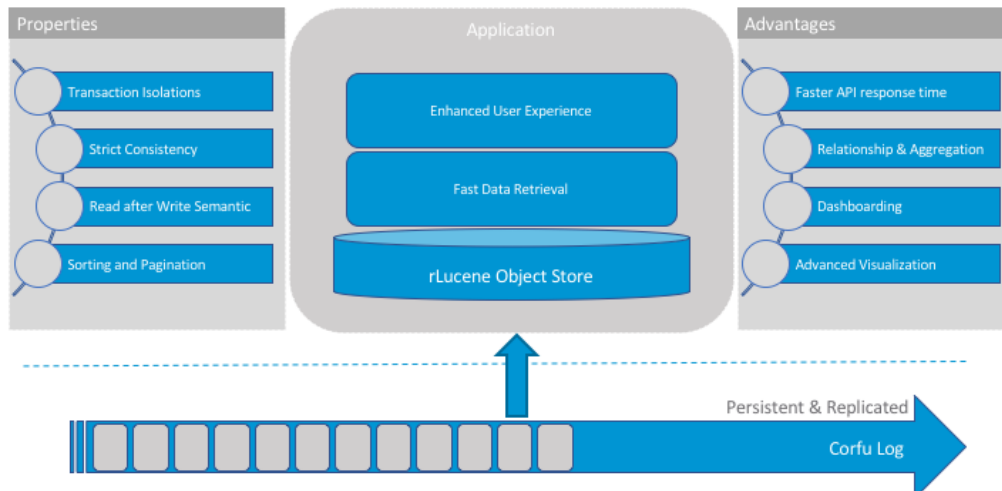 Properties
Transaction Isolations
Strict Consistency
Read after Write Semantic
Sorting and Pagination
Application
Enhanced User Experience
Fast Data Retrieval
rLucene Object Store
Advantages
Faster API response time
Relationship & Aggregation
Dashboarding
Advanced Visualization
Persistent & Replicated
Corfu Log